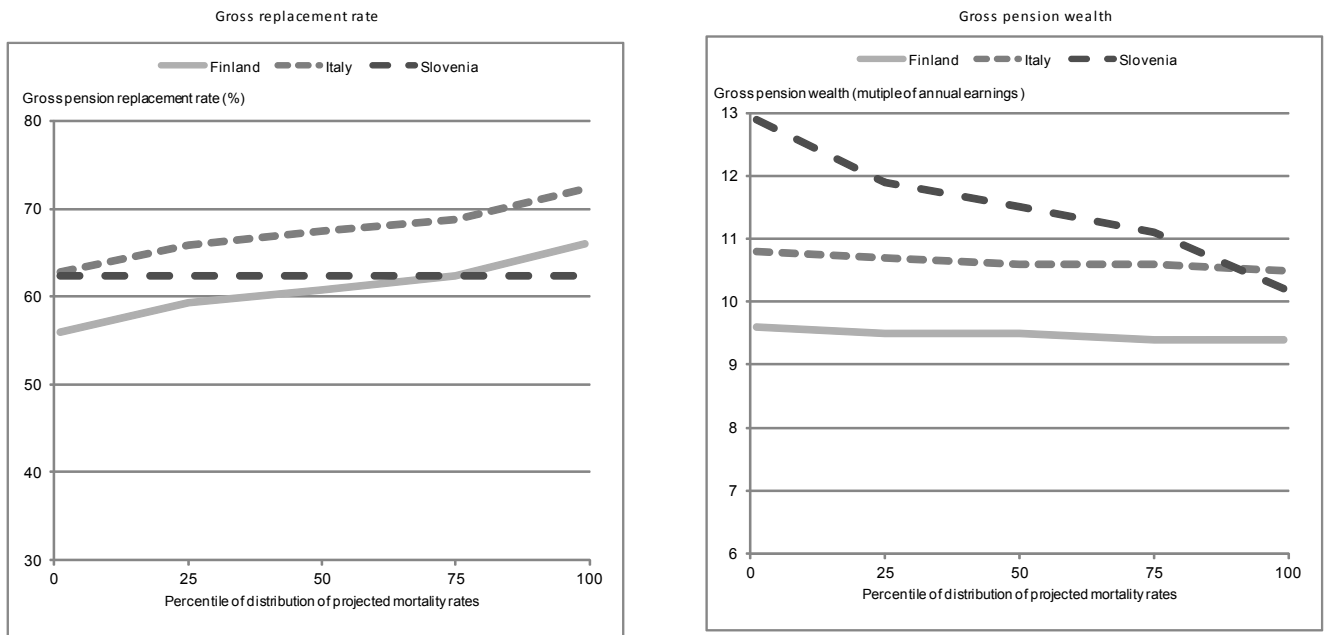 Gross replacement rate
Finland Italy Slovenia
Gross pension replacement rate (%)
80
70
60
50
40
30
0 25 50 75 100
Percentile of distribution of projected mortality rates
Gross pension wealth
Finland Italy Slovenia
Gross pension wealth (mutiple of annual earnings )
13
12
11
10
9
8
7
6
0 25 50 75 100
Percentile of distribution of projected mortality rates